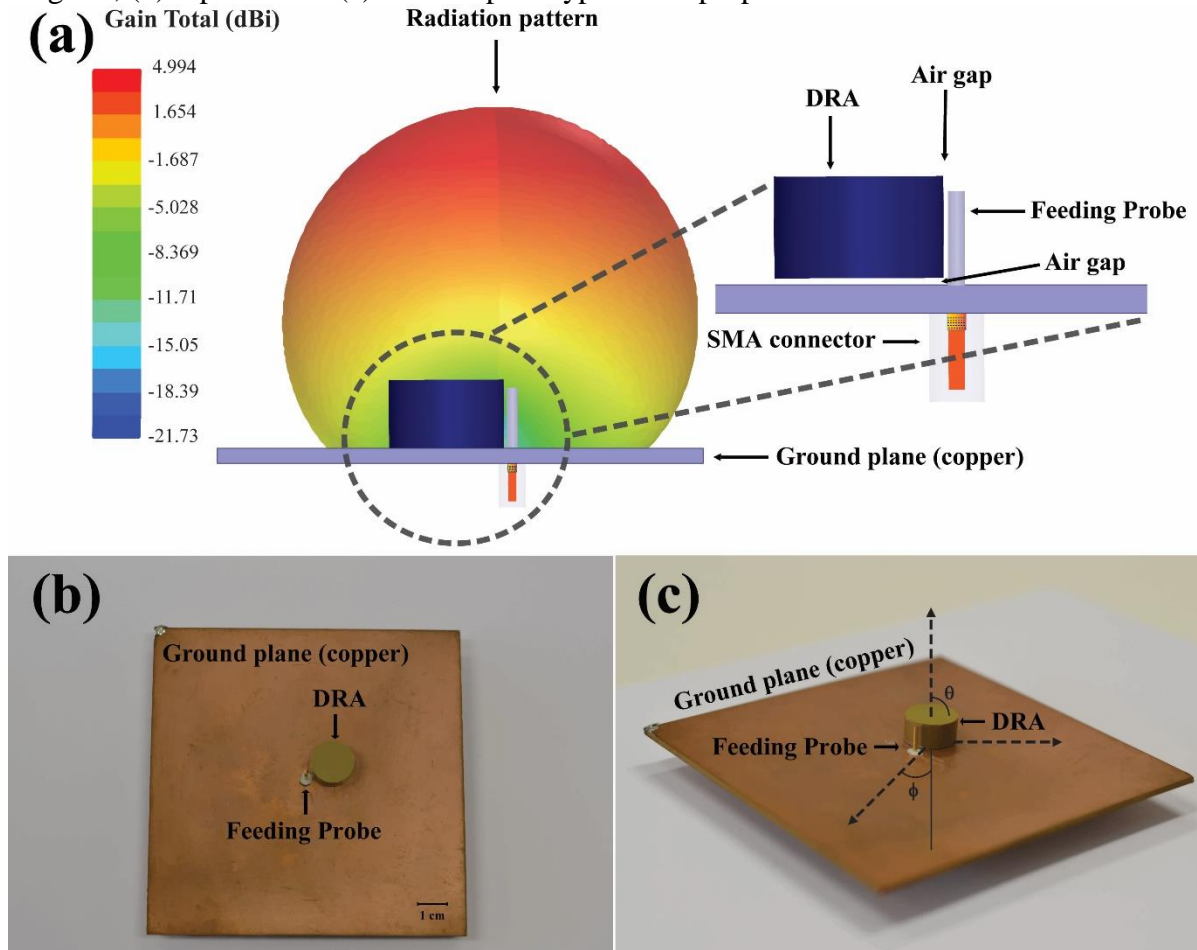 (a)
Gain Total (dBi)
4.994
1.654
-1.687
-5.028
-8.369
-11.71
-15.05
-18.39
-21.73
Radiation pattern
DRA
Air gap
Feeding Probe
Air gap
SMA connector
Ground plane (copper)
(b)
Ground plane (copper)
DRA
Feeding Probe
1 cm
(c)
Ground plane (copper)
θ
DRA
Feeding Probe
ϕ